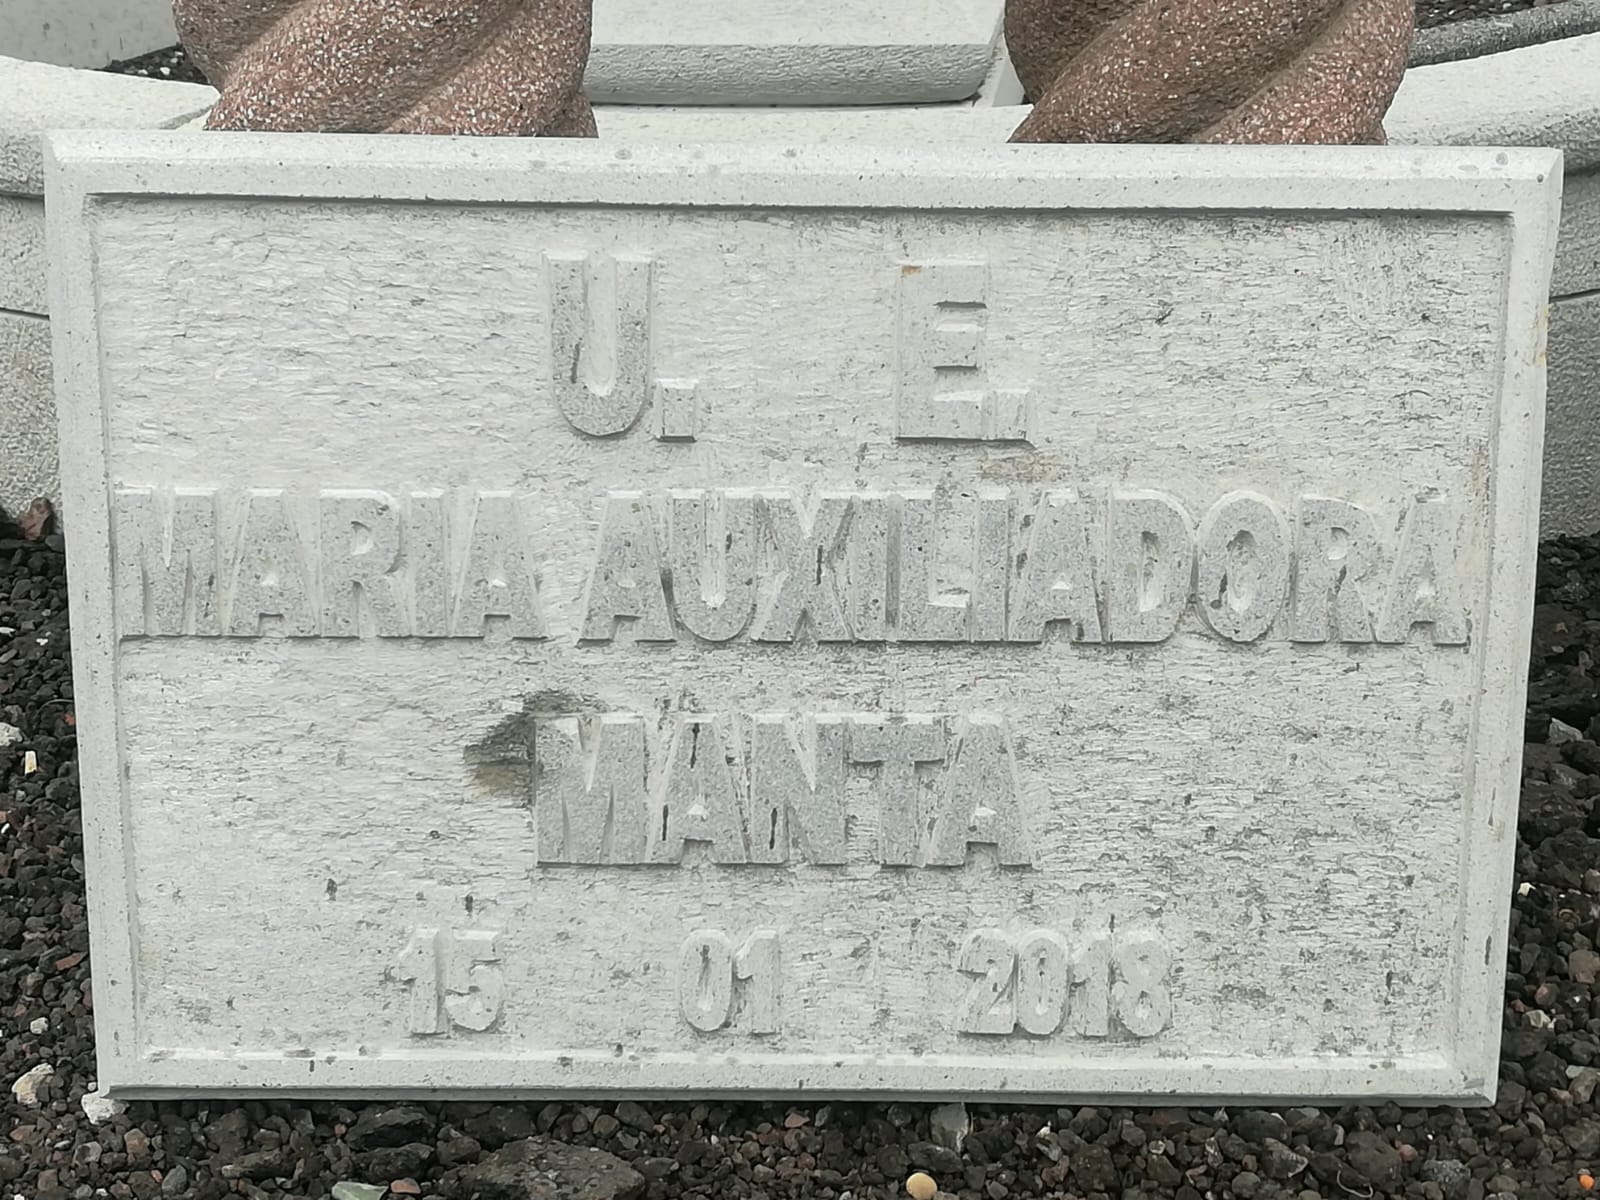 U. E.
MARIA AUXILIADORA
MANTA
15 01 2018